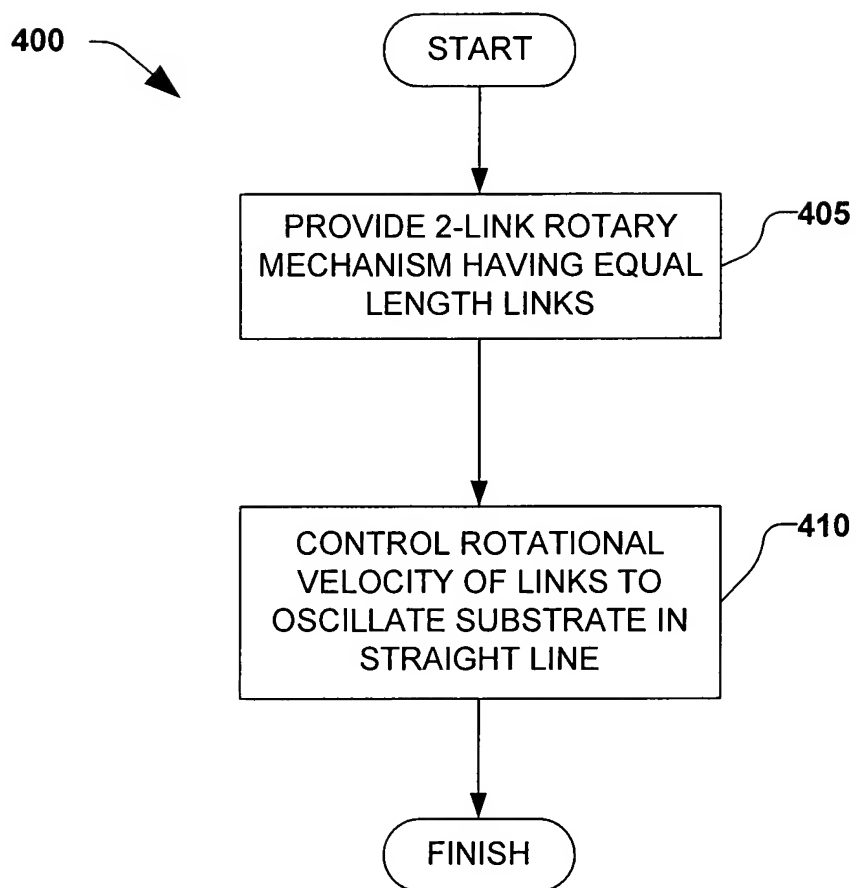 400
START
PROVIDE 2-LINK ROTARY
MECHANISM HAVING EQUAL
LENGTH LINKS
405
CONTROL ROTATIONAL
VELOCITY OF LINKS TO
OSCILLATE SUBSTRATE IN
STRAIGHT LINE
410
FINISH